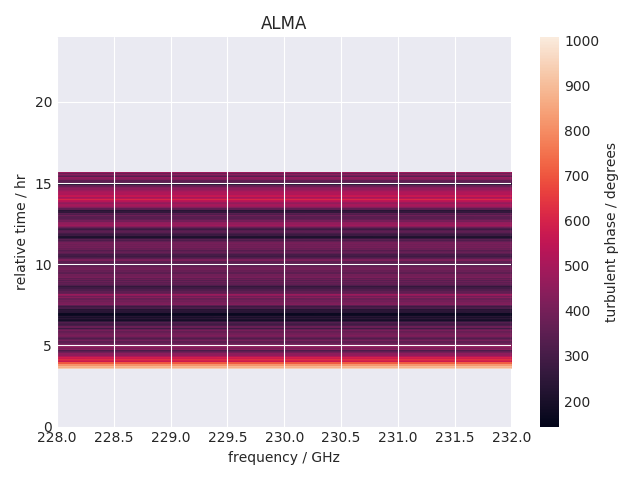 ALMA
relative time / hr
20
15
10
5
0
228.0 228.5 229.0 229.5 230.0 230.5 231.0 231.5 232.0
frequency / GHz
1000
900
800
700
600
500
400
300
200
turbulent phase / degrees